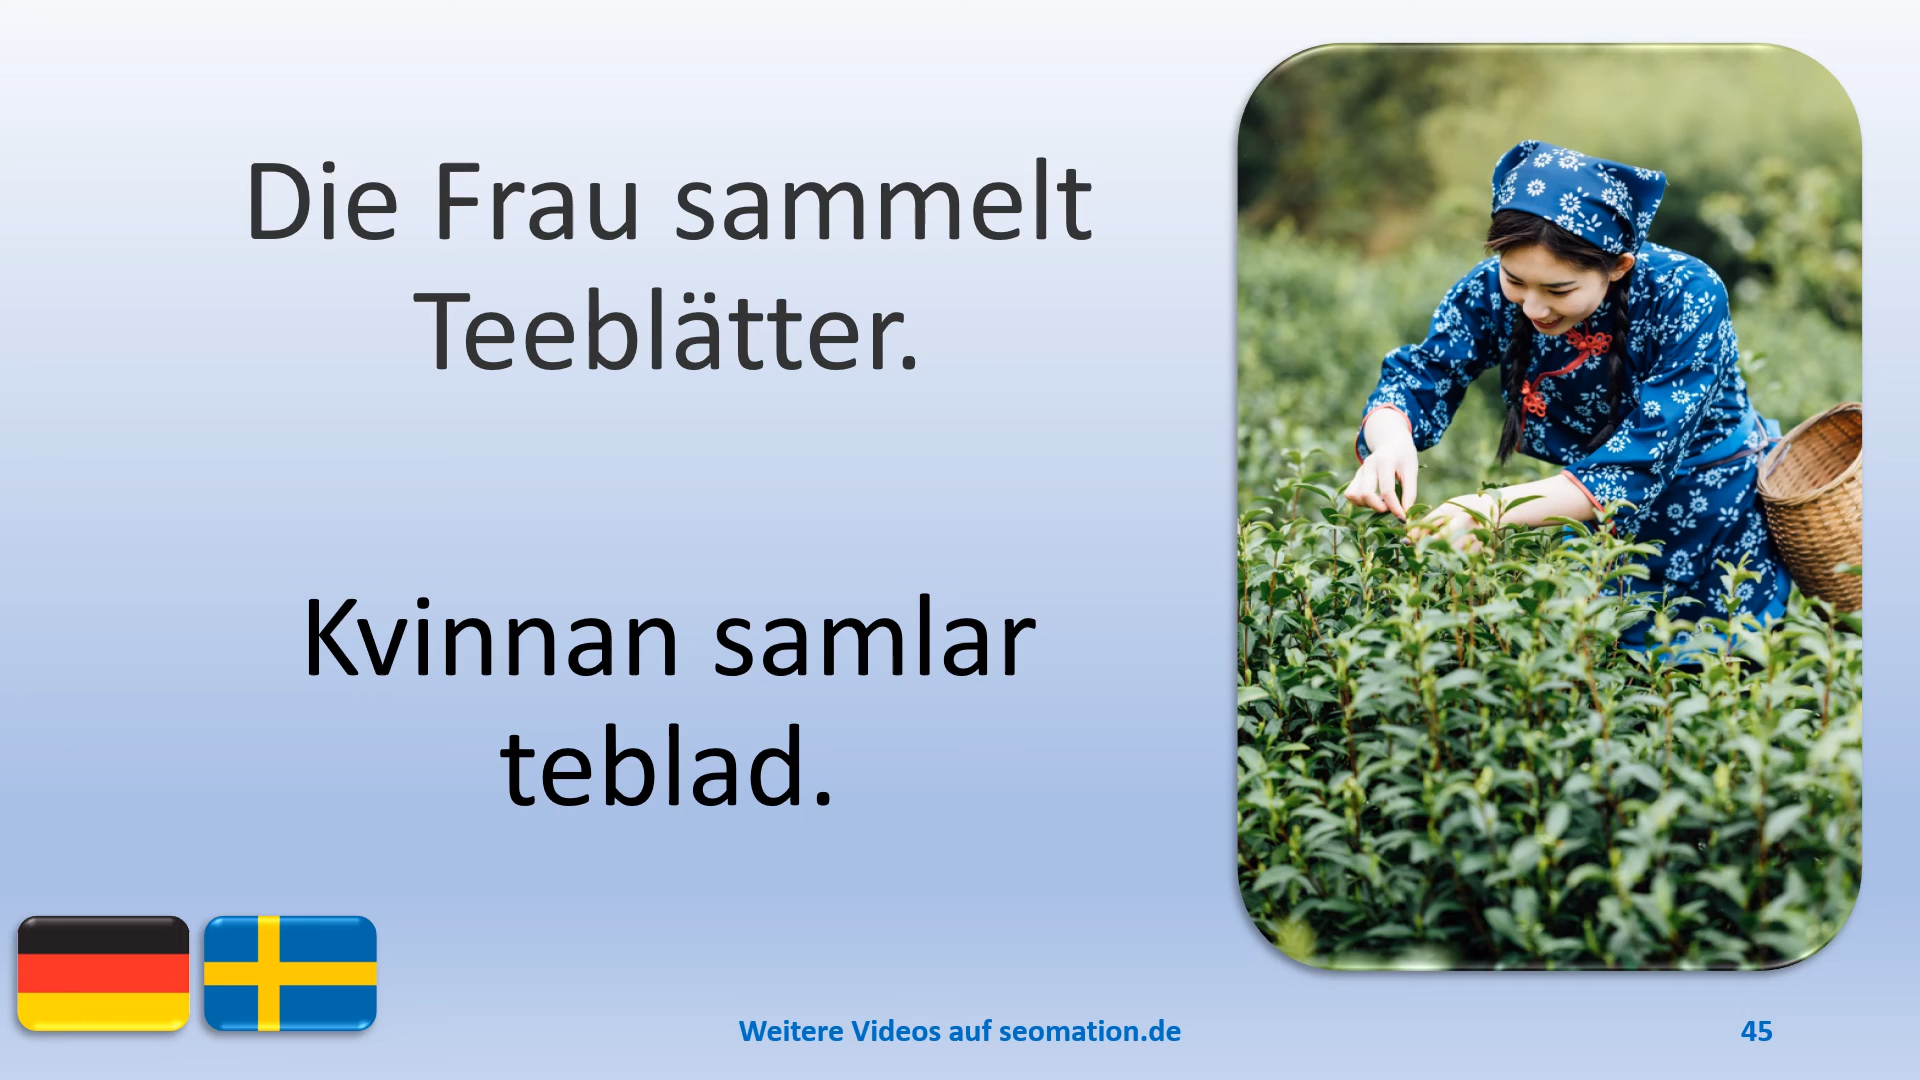 Die Frau sammelt
Teeblätter.
Kvinnan samlar
teblad.
Weitere Videos auf seomation.de
45